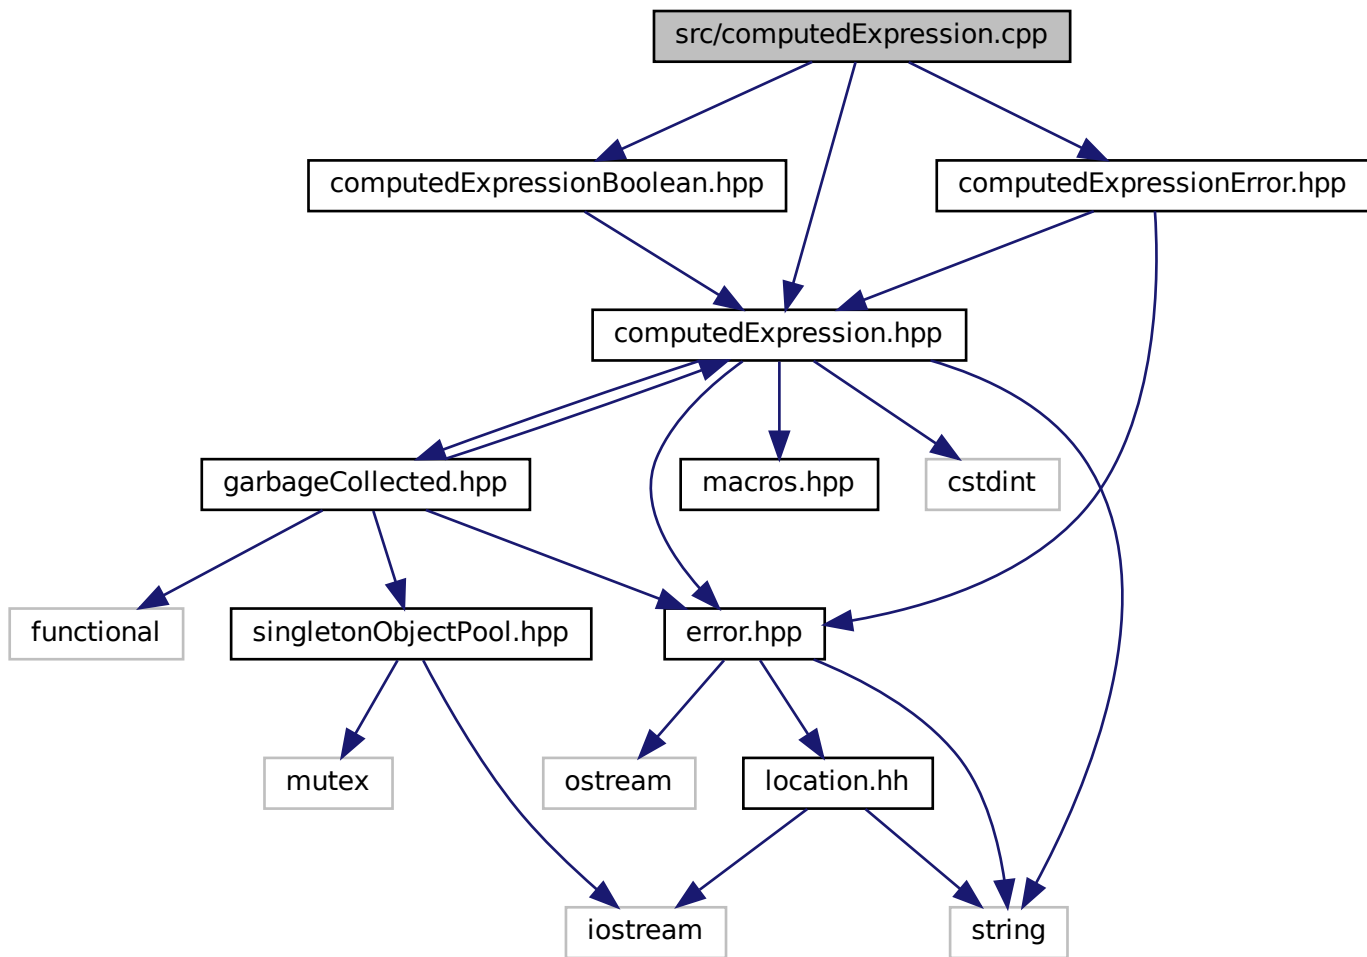 src/computedExpression.cpp
computedExpressionBoolean.hpp
computedExpressionError.hpp
computedExpression.hpp
garbageCollected.hpp
macros.hpp
cstdint
functional
singletonObjectPool.hpp
error.hpp
mutex
ostream
location.hh
iostream
string